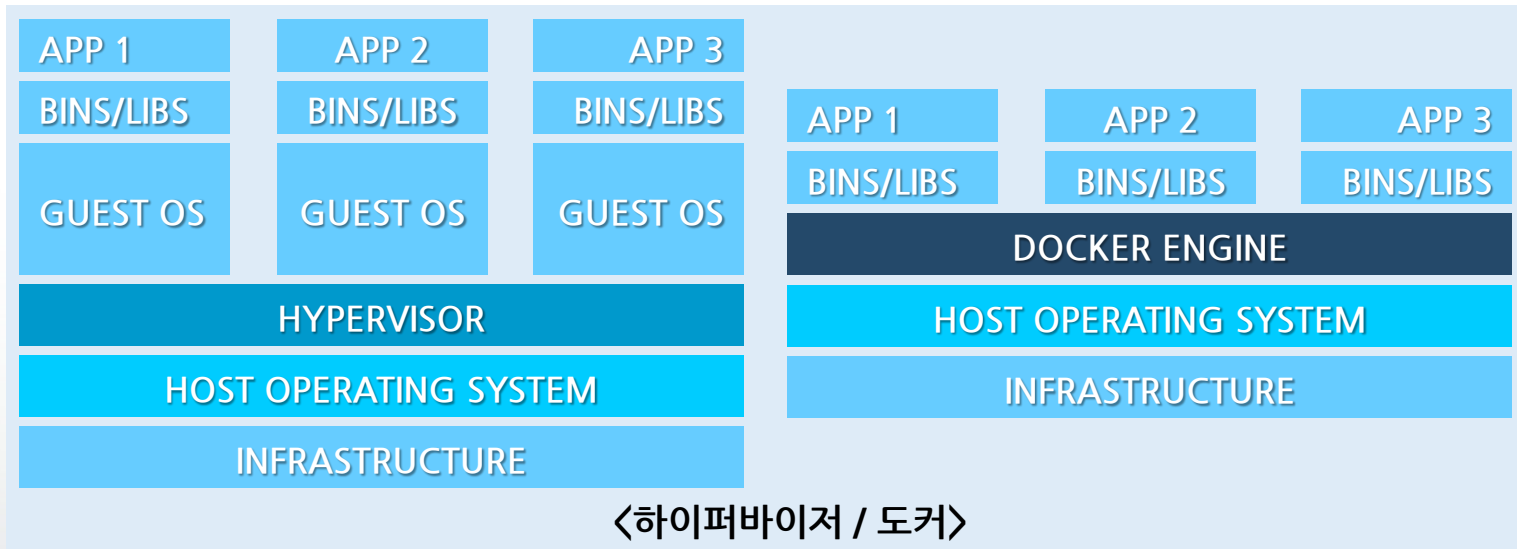 APP 1
APP 2
APP 3
BINS/LIBS
BINS/LIBS
BINS/LIBS
GUEST OS
GUEST OS
GUEST OS
HYPERVISOR
HOST OPERATING SYSTEM
INFRASTRUCTURE
APP 1
APP 2
APP 3
BINS/LIBS
BINS/LIBS
BINS/LIBS
DOCKER ENGINE
HOST OPERATING SYSTEM
INFRASTRUCTURE
<하이퍼바이저 / 도커>